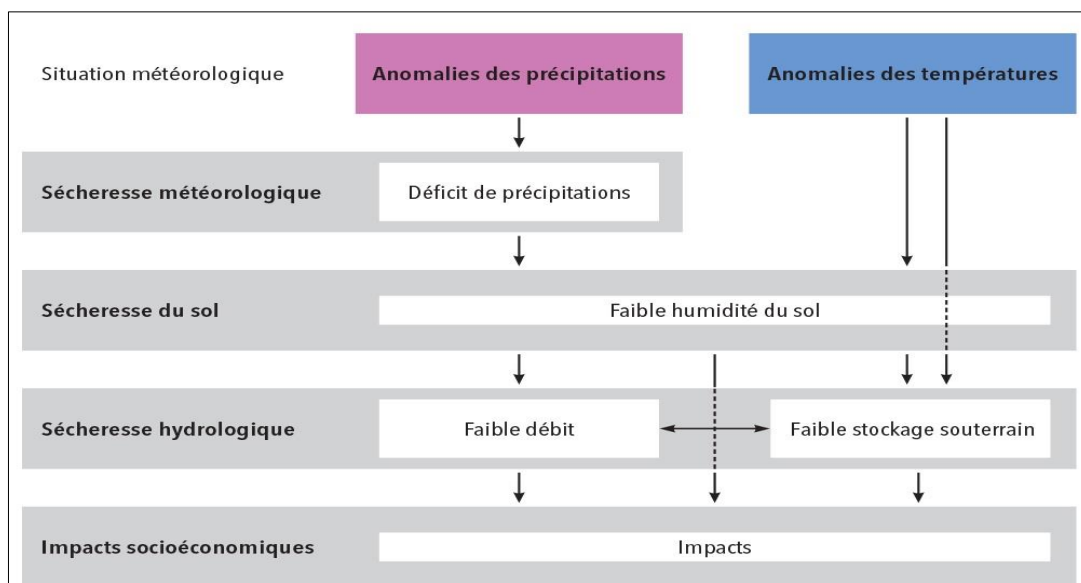 Situation météorologique
Anomalies des précipitations
Anomalies des températures
Sécheresse météorologique
Déficit de précipitations
Sécheresse du sol
Faible humidité du sol
Sécheresse hydrologique
Faible débit
Faible stockage souterrain
Impacts socioéconomiques
Impacts